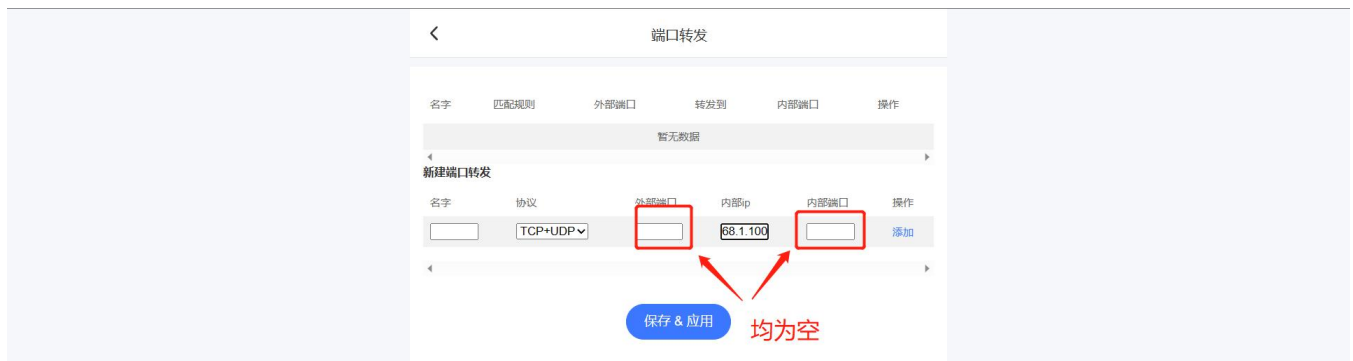 端口转发
名字 匹配规则 外部端口 转发到 内部端口 操作
暂无数据
新建端口转发
名字 协议 外部端口 内部ip 内部端口 操作
TCP+UDP 68.1.100 添加
保存 & 应用
均为空